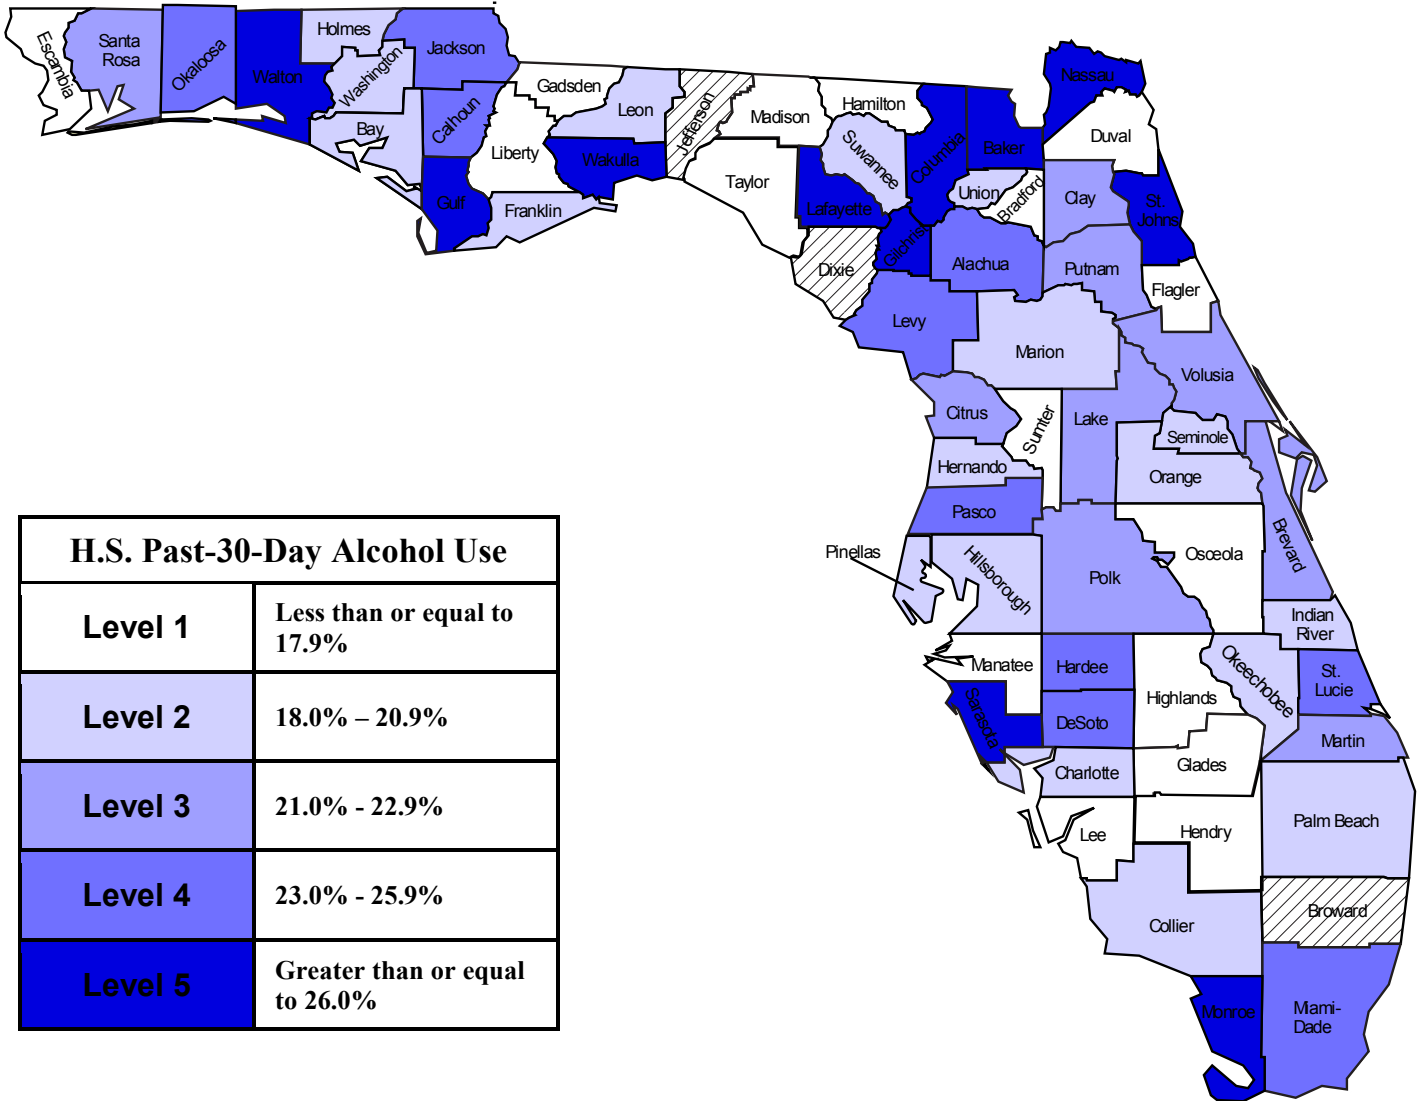 Escambia
Santa
Rosa
Okaloosa
Walton
Holmes
Washington
Jackson
Bay
Calhoun
Gulf
Gadsden
Liberty
Franklin
Leon
Wakulla
Jefferson
Madison
Taylor
Hamilton
Suwannee
Lafayette
Dixie
Columbia
Gilchrist
Baker
Union
Bradford
Nassau
Duval
Clay
St.
Johns
Alachua
Putnam
Flagler
Levy
Marion
Volusia
Citrus
Sumter
Lake
Seminole
Hernando
Orange
Pasco
Brevard
Pinellas
Hillsborough
Polk
Osceola
Indian
River
Manatee
Hardee
Highlands
Okeechobee
St.
Lucie
Sarasota
DeSoto
Martin
Charlotte
Glades
Lee
Hendry
Palm Beach
Collier
Broward
Monroe
Miami-
Dade
H.S. Past-30-Day Alcohol Use
Level 1
Less than or equal to
17.9%
Level 2
18.0% – 20.9%
Level 3
21.0% - 22.9%
Level 4
23.0% - 25.9%
Level 5
Greater than or equal
to 26.0%